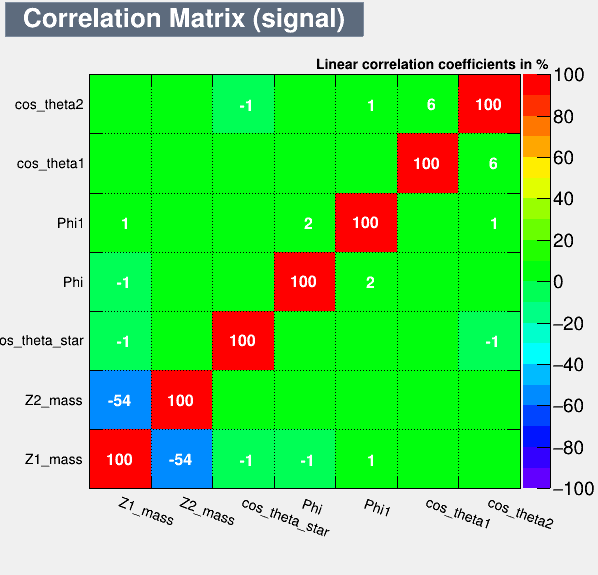 Correlation Matrix (signal)
Linear correlation coefficients in %
cos_theta2 -1 1 6 100
cos_theta1 100 6
Phi1 1 2 100 1
Phi -1 100 2
os_theta_star -1 100 -1
Z2_mass -54 100
Z1_mass 100 -54 -1 -1 1
Z1_mass Z2_mass cos_theta_star Phi Phi1 cos_theta1 cos_theta2
100
80
60
40
20
0
−20
−40
−60
−80
−100